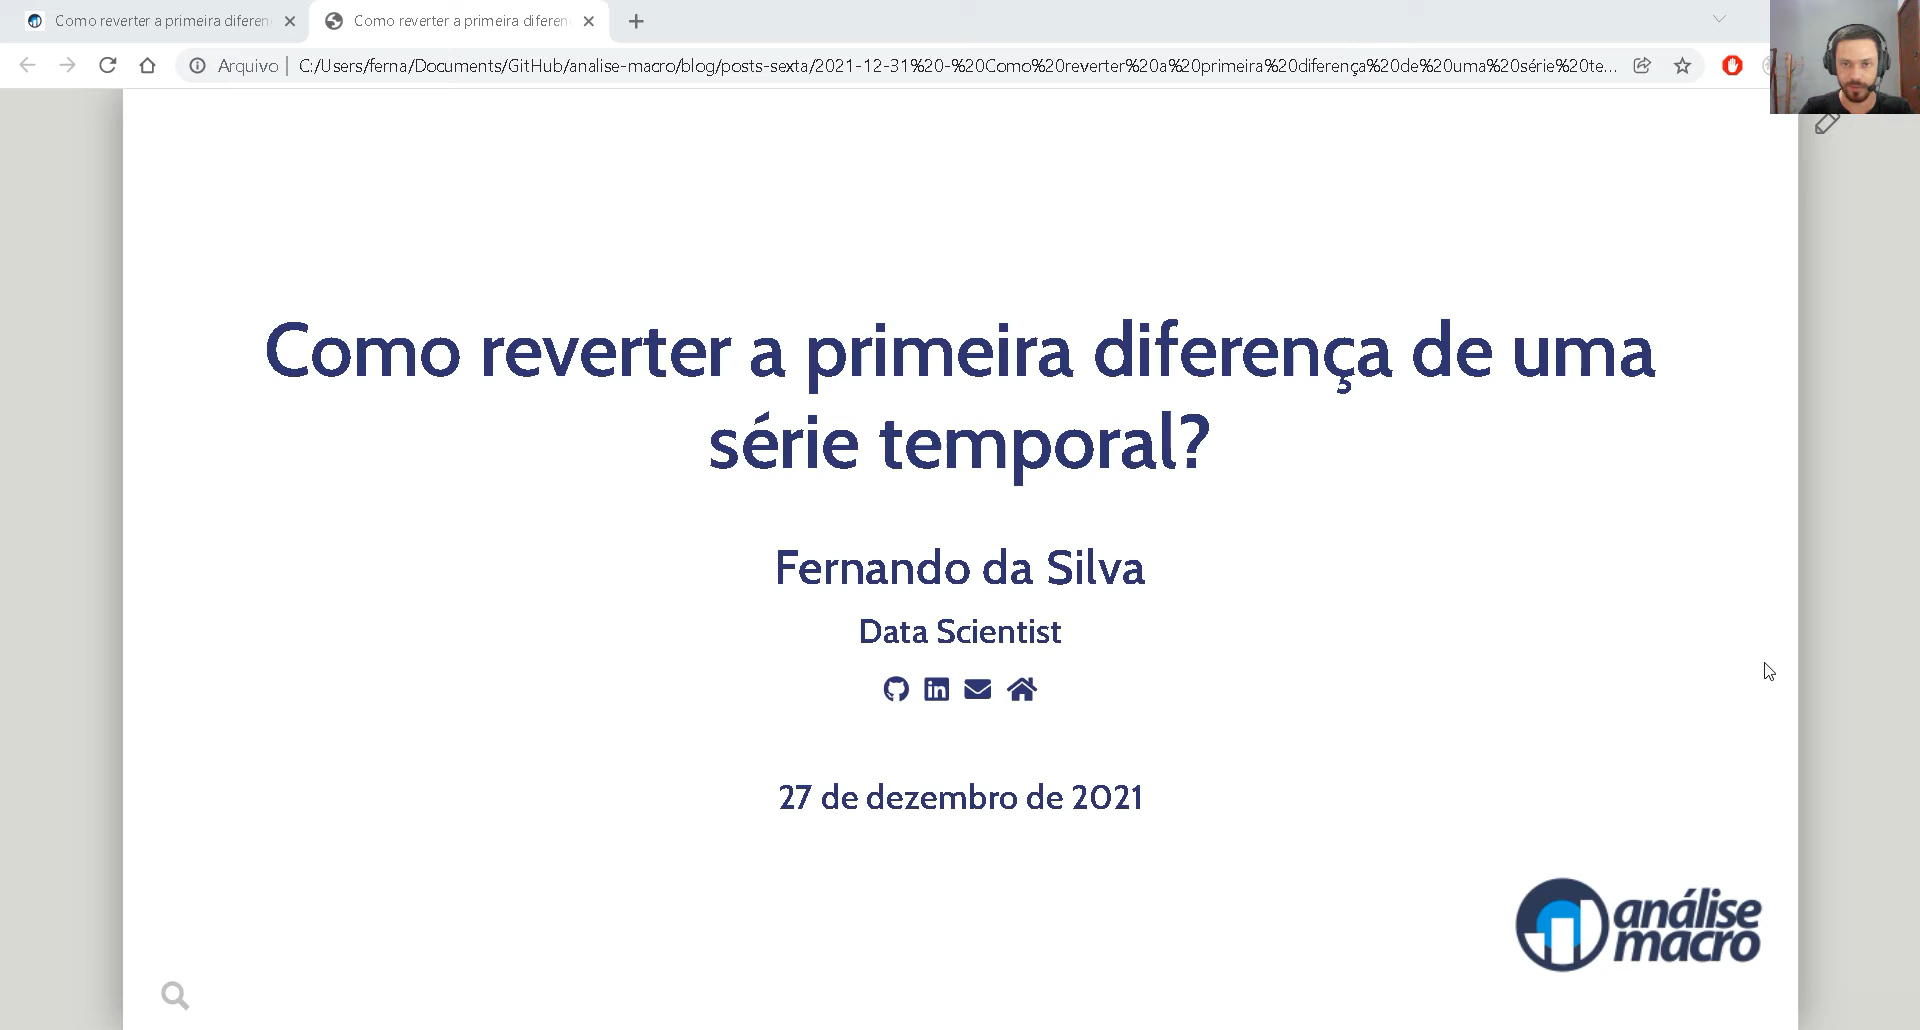 Como reverter a primeira diferen
Como reverter a primeira diferen
Arquivo
C:/Users/ferna/Documents/GitHub/analise-macro/blog/posts-sexta/2021-12-31%20-%20Como%20reverter%20a%20primeira%20diferença%20de%20uma%20série%20te...
Como reverter a primeira diferença de uma
série temporal?
Fernando da Silva
Data Scientist
in
27 de dezembro de 2021
análise
macro